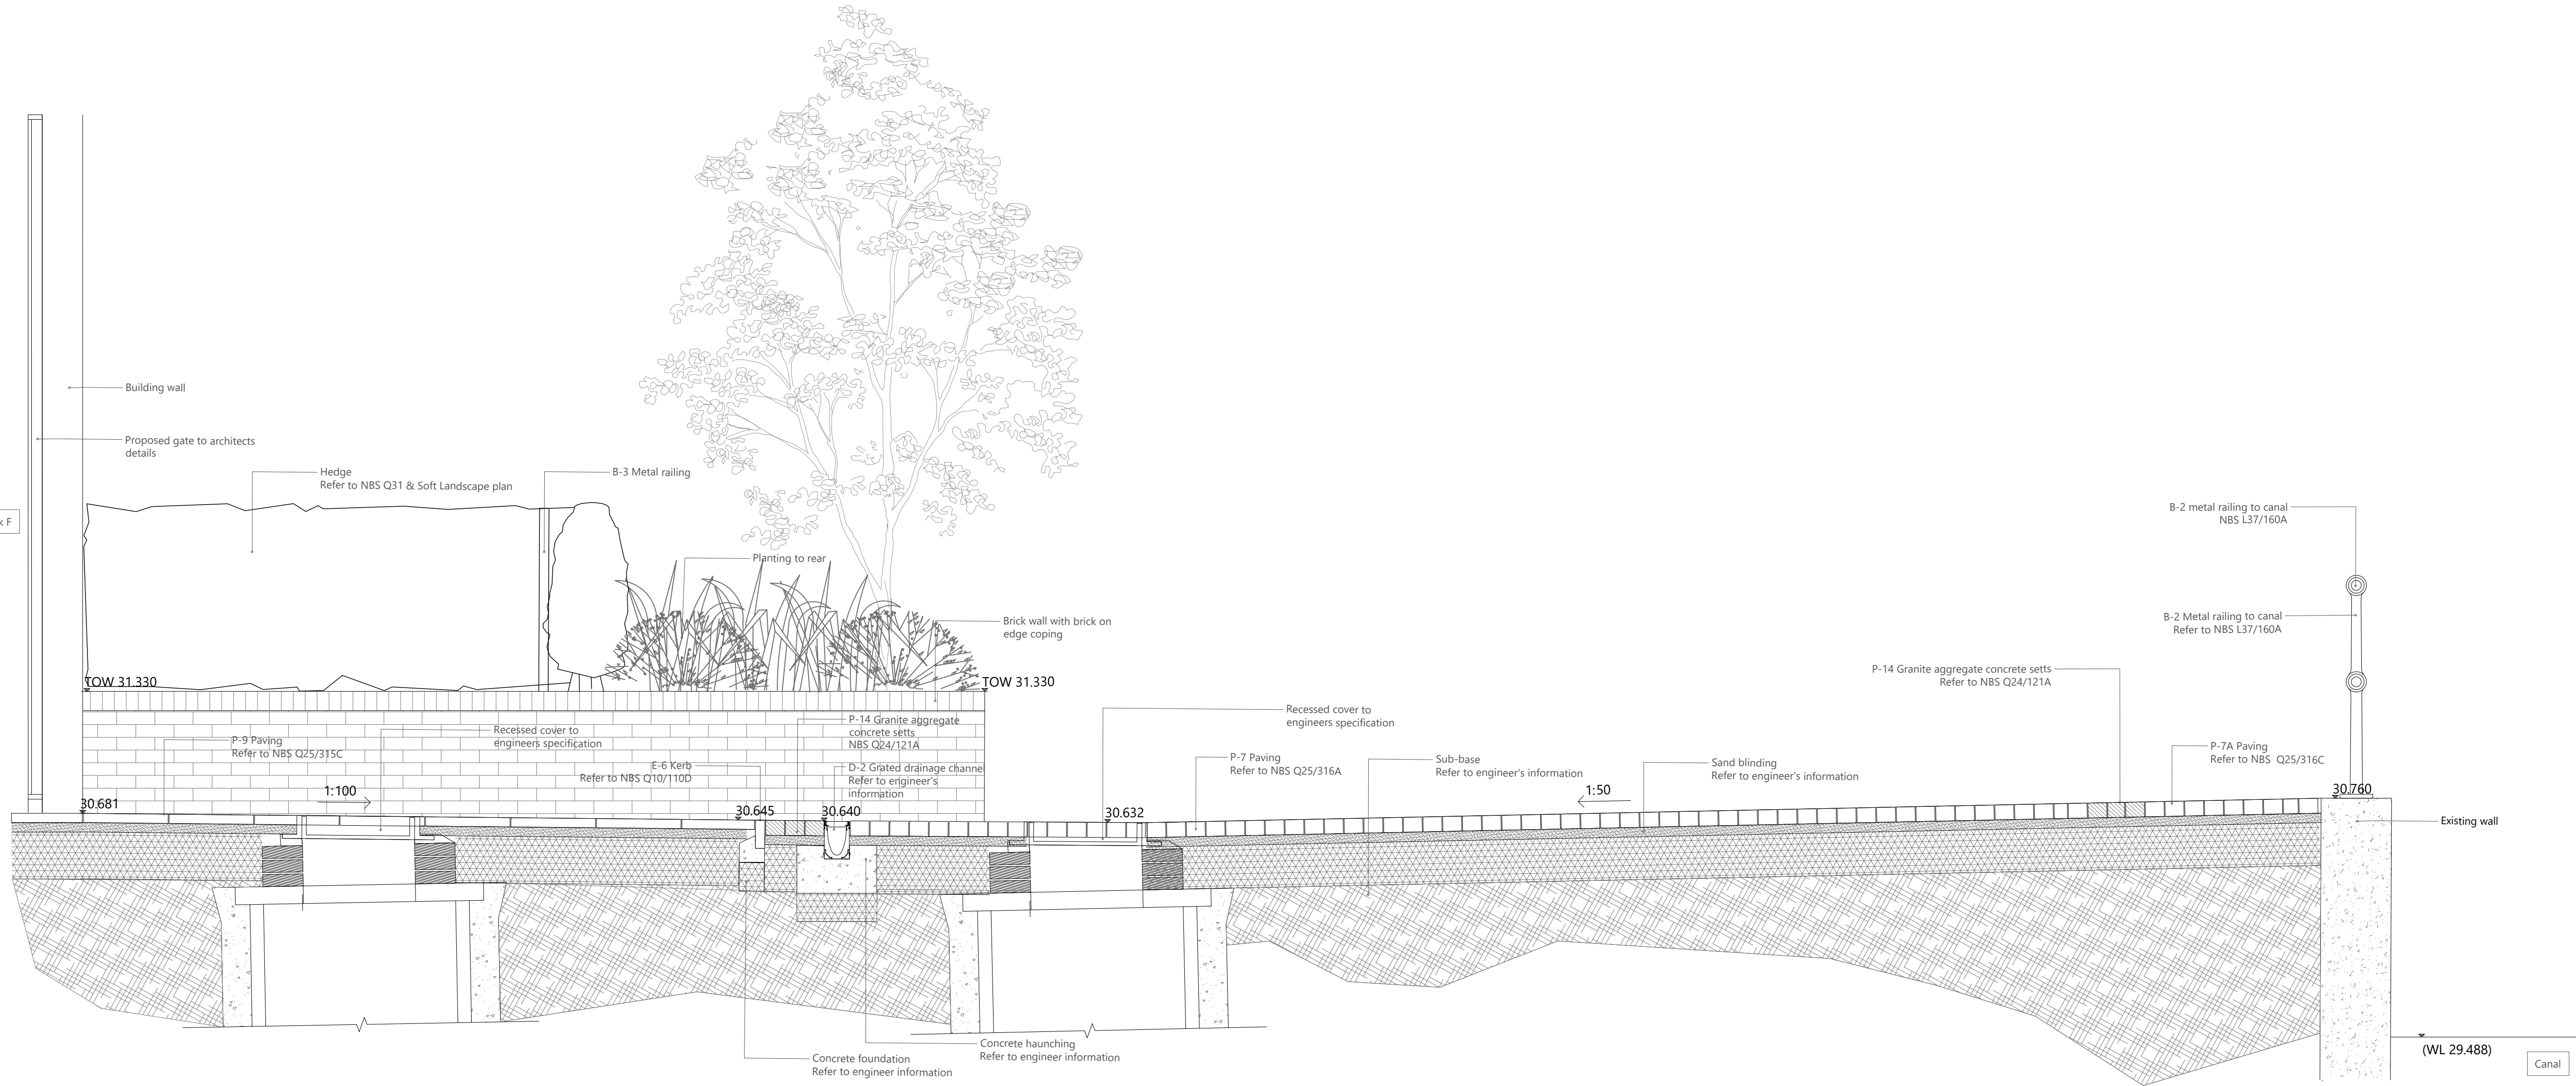 Building wall
Proposed gate to architects
details
Hedge
Refer to NBS Q31 & Soft Landscape plan
B-3 Metal railing
F
Planting to rear
Brick wall with brick on
edge coping
TOW 31.330
TOW 31.330
P-9 Paving
Refer to NBS Q25/315C
Recessed cover to
engineers specification
P-14 Granite aggregate
concrete setts
NBS Q24/121A
E-6 Kerb
Refer to NBS Q10/110D
D-2 Grated drainage channel
Refer to engineer's
information
1:100
30.681
30.645
30.640
30.632
Recessed cover to
engineers specification
P-7 Paving
Refer to NBS Q25/316A
Sub-base
Refer to engineer's information
Sand blinding
Refer to engineer's information
1:50
B-2 metal railing to canal
NBS L37/160A
B-2 Metal railing to canal
Refer to NBS L37/160A
P-14 Granite aggregate concrete setts
Refer to NBS Q24/121A
P-7A Paving
Refer to NBS Q25/316C
30.760
Existing wall
Concrete haunching
Refer to engineer information
Concrete foundation
Refer to engineer information
(WL 29.488)
Canal